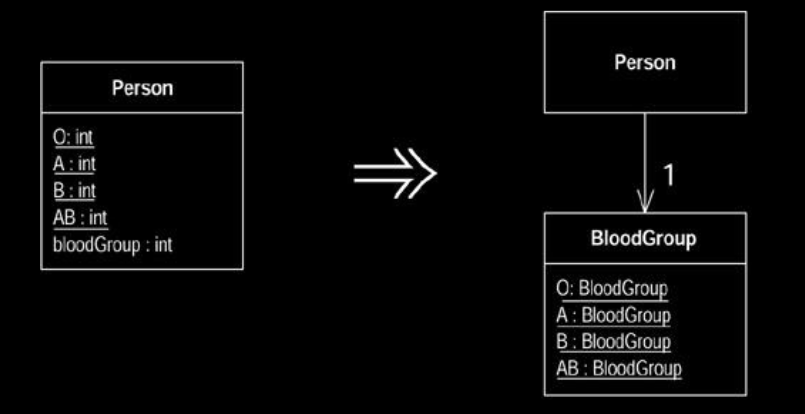 Person
O: int
A : int
B : int
AB : int
bloodGroup : int
Person
1
BloodGroup
O: BloodGroup
A : BloodGroup
B : BloodGroup
AB : BloodGroup